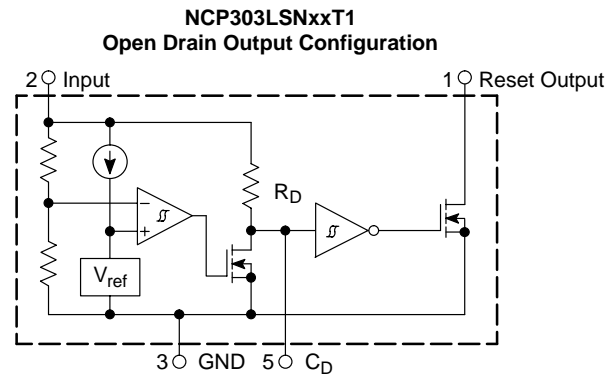 NCP303LSNxxT1
Open Drain Output Configuration
2 Input
1 Reset Output
R_D
− 
+
V_ref
3 GND
5 C_D